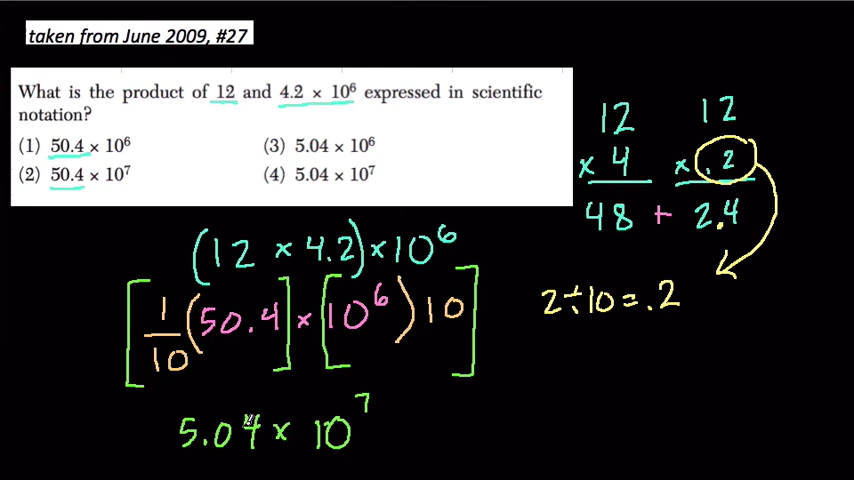 taken from June 2009, #27
What is the product of 12 and 4.2 × 10⁶ expressed in scientific
notation?
(1) 50.4 × 10⁶
(3) 5.04 × 10⁶
(2) 50.4 × 10⁷
(4) 5.04 × 10⁷
12
× 4
48
+
12
× .2
2.4
2 ÷ 10 = .2
(12 × 4.2) × 10⁶
[1/10 (50.4] × [10⁶) 10]
5.04 × 10⁷